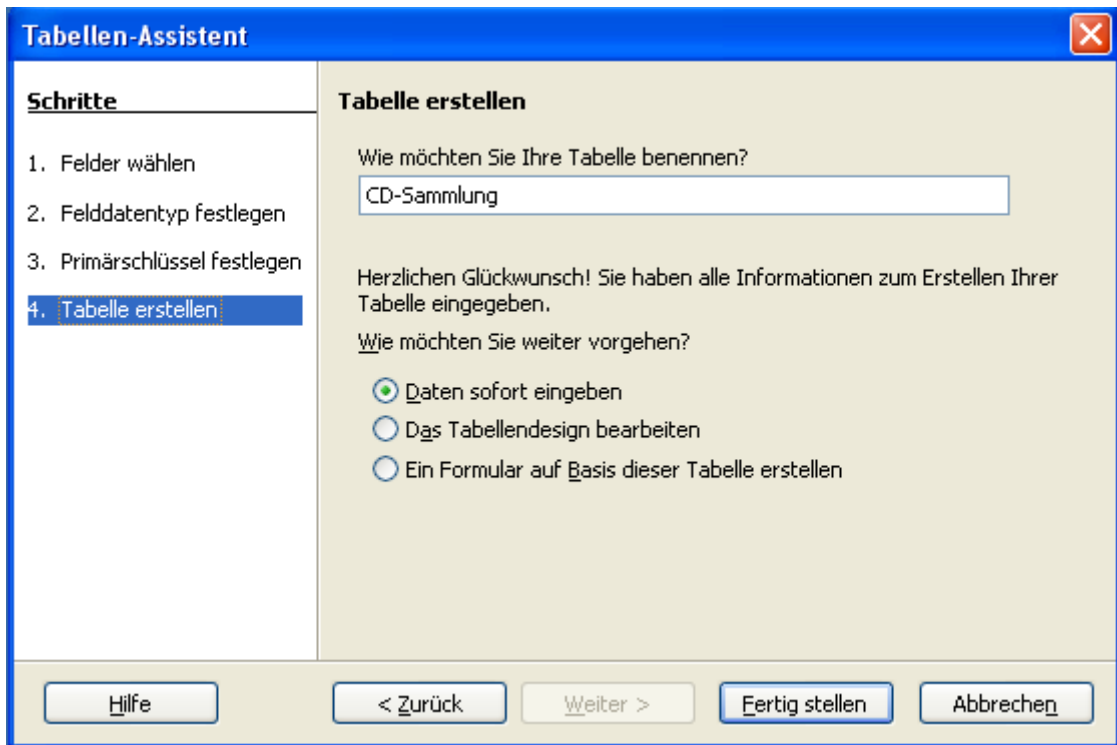 Tabellen-Assistent
Schritte
1. Felder wählen
2. Felddatentyp festlegen
3. Primärschlüssel festlegen
4. Tabelle erstellen
Tabelle erstellen
Wie möchten Sie Ihre Tabelle benennen?
CD-Sammlung
Herzlichen Glückwunsch! Sie haben alle Informationen zum Erstellen Ihrer
Tabelle eingegeben.
Wie möchten Sie weiter vorgehen?
Daten sofort eingeben
Das Tabellendesign bearbeiten
Ein Formular auf Basis dieser Tabelle erstellen
Hilfe
< Zurück
Weiter >
Fertig stellen
Abbrechen